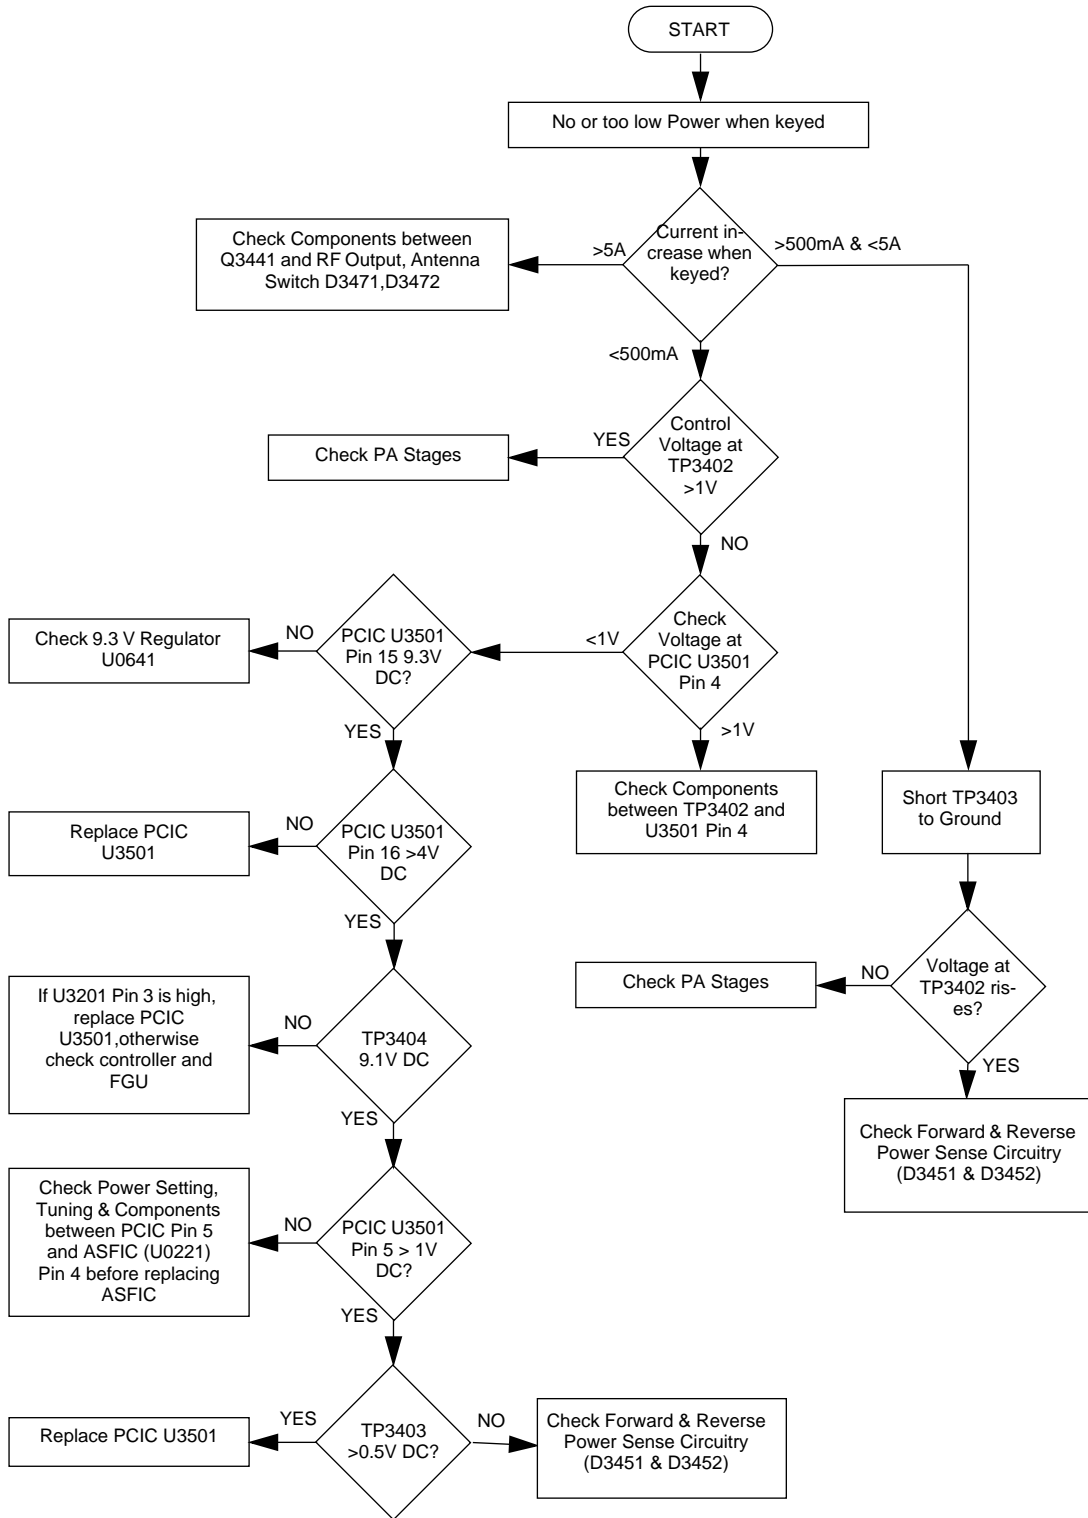 START
No or too low Power when keyed
Current in-
crease when
keyed?
>5A
>500mA & <5A
<500mA
Check Components between
Q3441 and RF Output, Antenna
Switch D3471,D3472
Control
Voltage at
TP3402
>1V
YES
NO
Check PA Stages
Check
Voltage at
PCIC U3501
Pin 4
<1V
>1V
PCIC U3501
Pin 15 9.3V
DC?
NO
YES
Check 9.3 V Regulator
U0641
Check Components
between TP3402 and
U3501 Pin 4
Short TP3403
to Ground
PCIC U3501
Pin 16 >4V
DC
NO
YES
Replace PCIC
U3501
Voltage at
TP3402 ris-
es?
NO
YES
Check PA Stages
TP3404
9.1V DC
NO
YES
If U3201 Pin 3 is high,
replace PCIC
U3501,otherwise
check controller and
FGU
Check Forward & Reverse
Power Sense Circuitry
(D3451 & D3452)
PCIC U3501
Pin 5 > 1V
DC?
NO
YES
Check Power Setting,
Tuning & Components
between PCIC Pin 5
and ASFIC (U0221)
Pin 4 before replacing
ASFIC
TP3403
>0.5V DC?
YES
NO
Replace PCIC U3501
Check Forward & Reverse
Power Sense Circuitry
(D3451 & D3452)